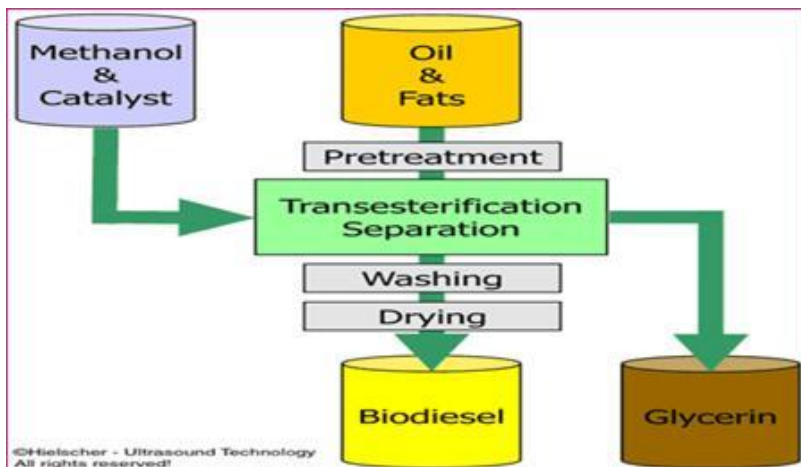 Methanol
&
Catalyst
Oil
&
Fats
Pretreatment
Transesterification
Separation
Washing
Drying
Biodiesel
Glycerin
©Hielscher - Ultrasound Technology
All rights reserved!